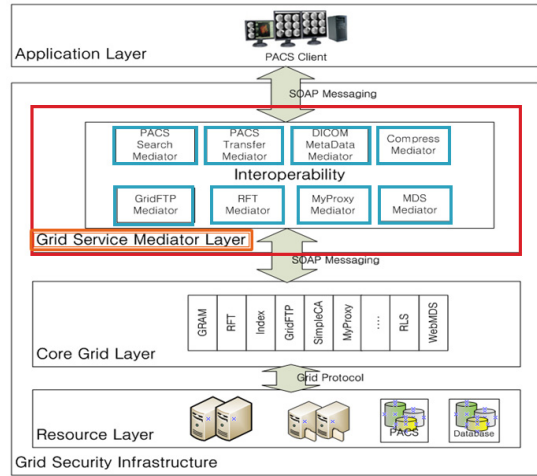 Application Layer
PACS Client
SOAP Messaging
PACS
Search
Mediator
PACS
Transfer
Mediator
DICOM
MetaData
Mediator
Compress
Mediator
Interoperability
GridFTP
Mediator
RFT
Mediator
MyProxy
Mediator
MDS
Mediator
Grid Service Mediator Layer
SOAP Messaging
GRAM
RFT
Index
GridFTP
SimpleCA
MyProxy
....
RLS
WebMDS
Core Grid Layer
Grid Protocol
Resource Layer
PACS
Database
Grid Security Infrastructure